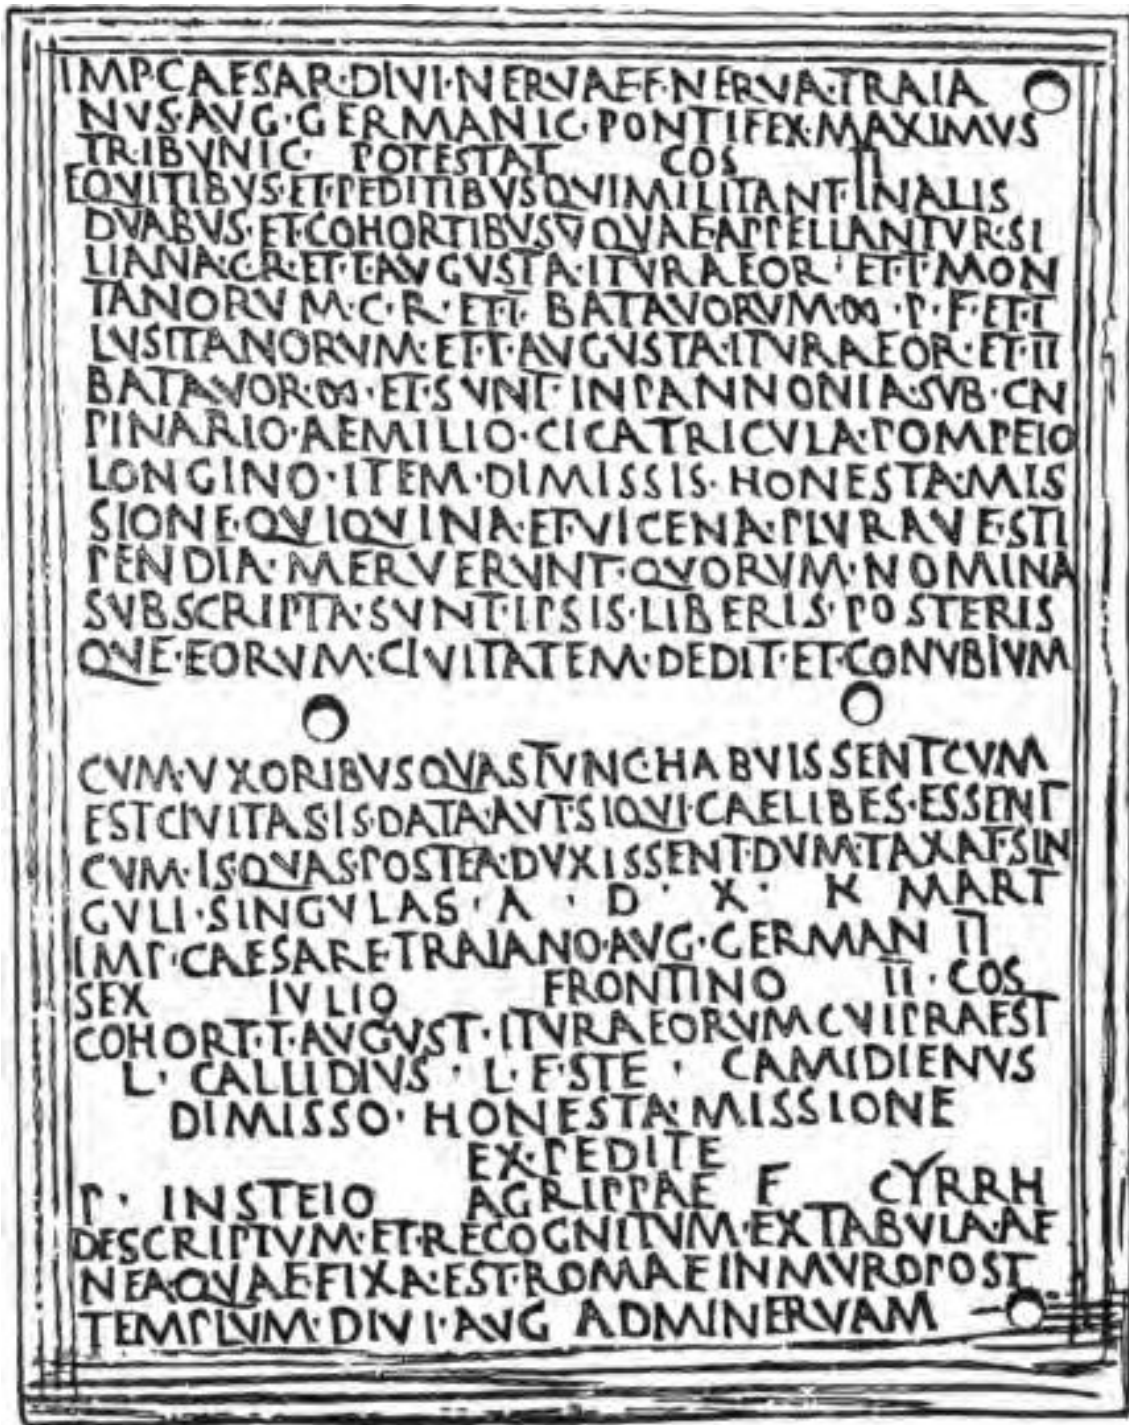 IMP·CAESAR·DIVI·NERVAE·F·NERVA·TRAIA
NVS·AVG·GERMANIC·PONTIFEX·MAXIMVS
TRIBVNIC· POTESTAT COS II
EQVITIBVS·ET·PEDITIBVS QVI MILITANT·IN ALIS
DVABVS·ET·COHORTIBVS ∇ QVAE APPELLANTVR·SI
LIANA·C·R·ET·I·AVGVSTA·ITVRAEOR·ET·I·MON
TANORVM·C·R·ET·I· BATAVORVM ∞·P·F·ET·I
LVSITANORVM·ET·I·AVGVSTA·ITVRAEOR·ET·II
BATAVOR·∞·ET·SVNT·IN PANNONIA·SVB·CN
PINARIO·AEMILIO·CICATRICVLA·POMPEIO
LONGINO·ITEM·DIMISSIS·HONESTA·MIS
SIONE·QVI QVINA·ET·VICENA·PLVRAVE·STI
PENDIA·MERVERVNT·QVORVM·NOMINA
SVBSCRIPTA·SVNT·IPSIS·LIBERIS·POSTERIS
QVE·EORVM·CIVITATEM·DEDIT·ET·CONVBIVM
CVM·VXORIBVS QVAS TVNC·HABVISSENT CVM
EST CIVITAS·IS·DATA·AVT·SI QVI·CAELIBES·ESSENT
CVM·IS·QVAS·POSTEA·DVXISSENT·DVM·TAXAT·SIN
GVLI·SINGVLAS·A · D · X· K MART
IMP·CAESARE TRAIANO·AVG·GERMAN II
SEX IVLIO FRONTINO II·COS
COHORT·I·AVGVST·ITVRAEORVM CVI PRAEST
L· CALLIDIVS · L·F·STE · CAMIDIENVS
DIMISSO·HONESTA·MISSIONE
EX·PEDITE
P· INSTEIO AGRIPPAE F CYRRH
DESCRIPTVM·ET·RECOGNITVM·EX TABVLA·AE
NEA·QVAE·FIXA·EST·ROMAE IN MVRO POST
TEMPLVM·DIVI·AVG AD MINERVAM